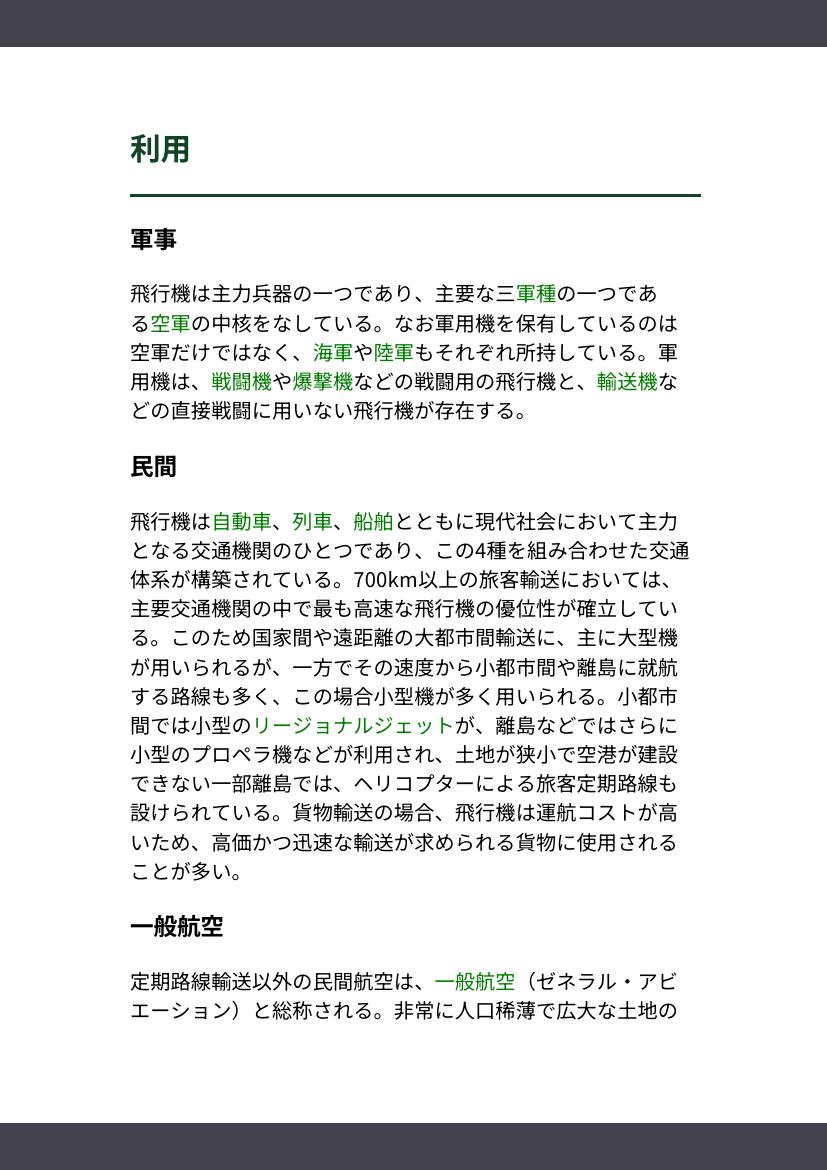 利用
軍事
飛行機は主力兵器の一つであり、主要な三軍種の一つであ
る空軍の中核をなしている。なお軍用機を保有しているのは
空軍だけではなく、海軍や陸軍もそれぞれ所持している。軍
用機は、戦闘機や爆撃機などの戦闘用の飛行機と、輸送機な
どの直接戦闘に用いない飛行機が存在する。
民間
飛行機は自動車、列車、船舶とともに現代社会において主力
となる交通機関のひとつであり、この4種を組み合わせた交通
体系が構築されている。700km以上の旅客輸送においては、
主要交通機関の中で最も高速な飛行機の優位性が確立してい
る。このため国家間や遠距離の大都市間輸送に、主に大型機
が用いられるが、一方でその速度から小都市間や離島に就航
する路線も多く、この場合小型機が多く用いられる。小都市
間では小型のリージョナルジェットが、離島などではさらに
小型のプロペラ機などが利用され、土地が狭小で空港が建設
できない一部離島では、ヘリコプターによる旅客定期路線も
設けられている。貨物輸送の場合、飛行機は運航コストが高
いため、高価かつ迅速な輸送が求められる貨物に使用される
ことが多い。
一般航空
定期路線輸送以外の民間航空は、一般航空（ゼネラル・アビ
エーション）と総称される。非常に人口稀薄で広大な土地の